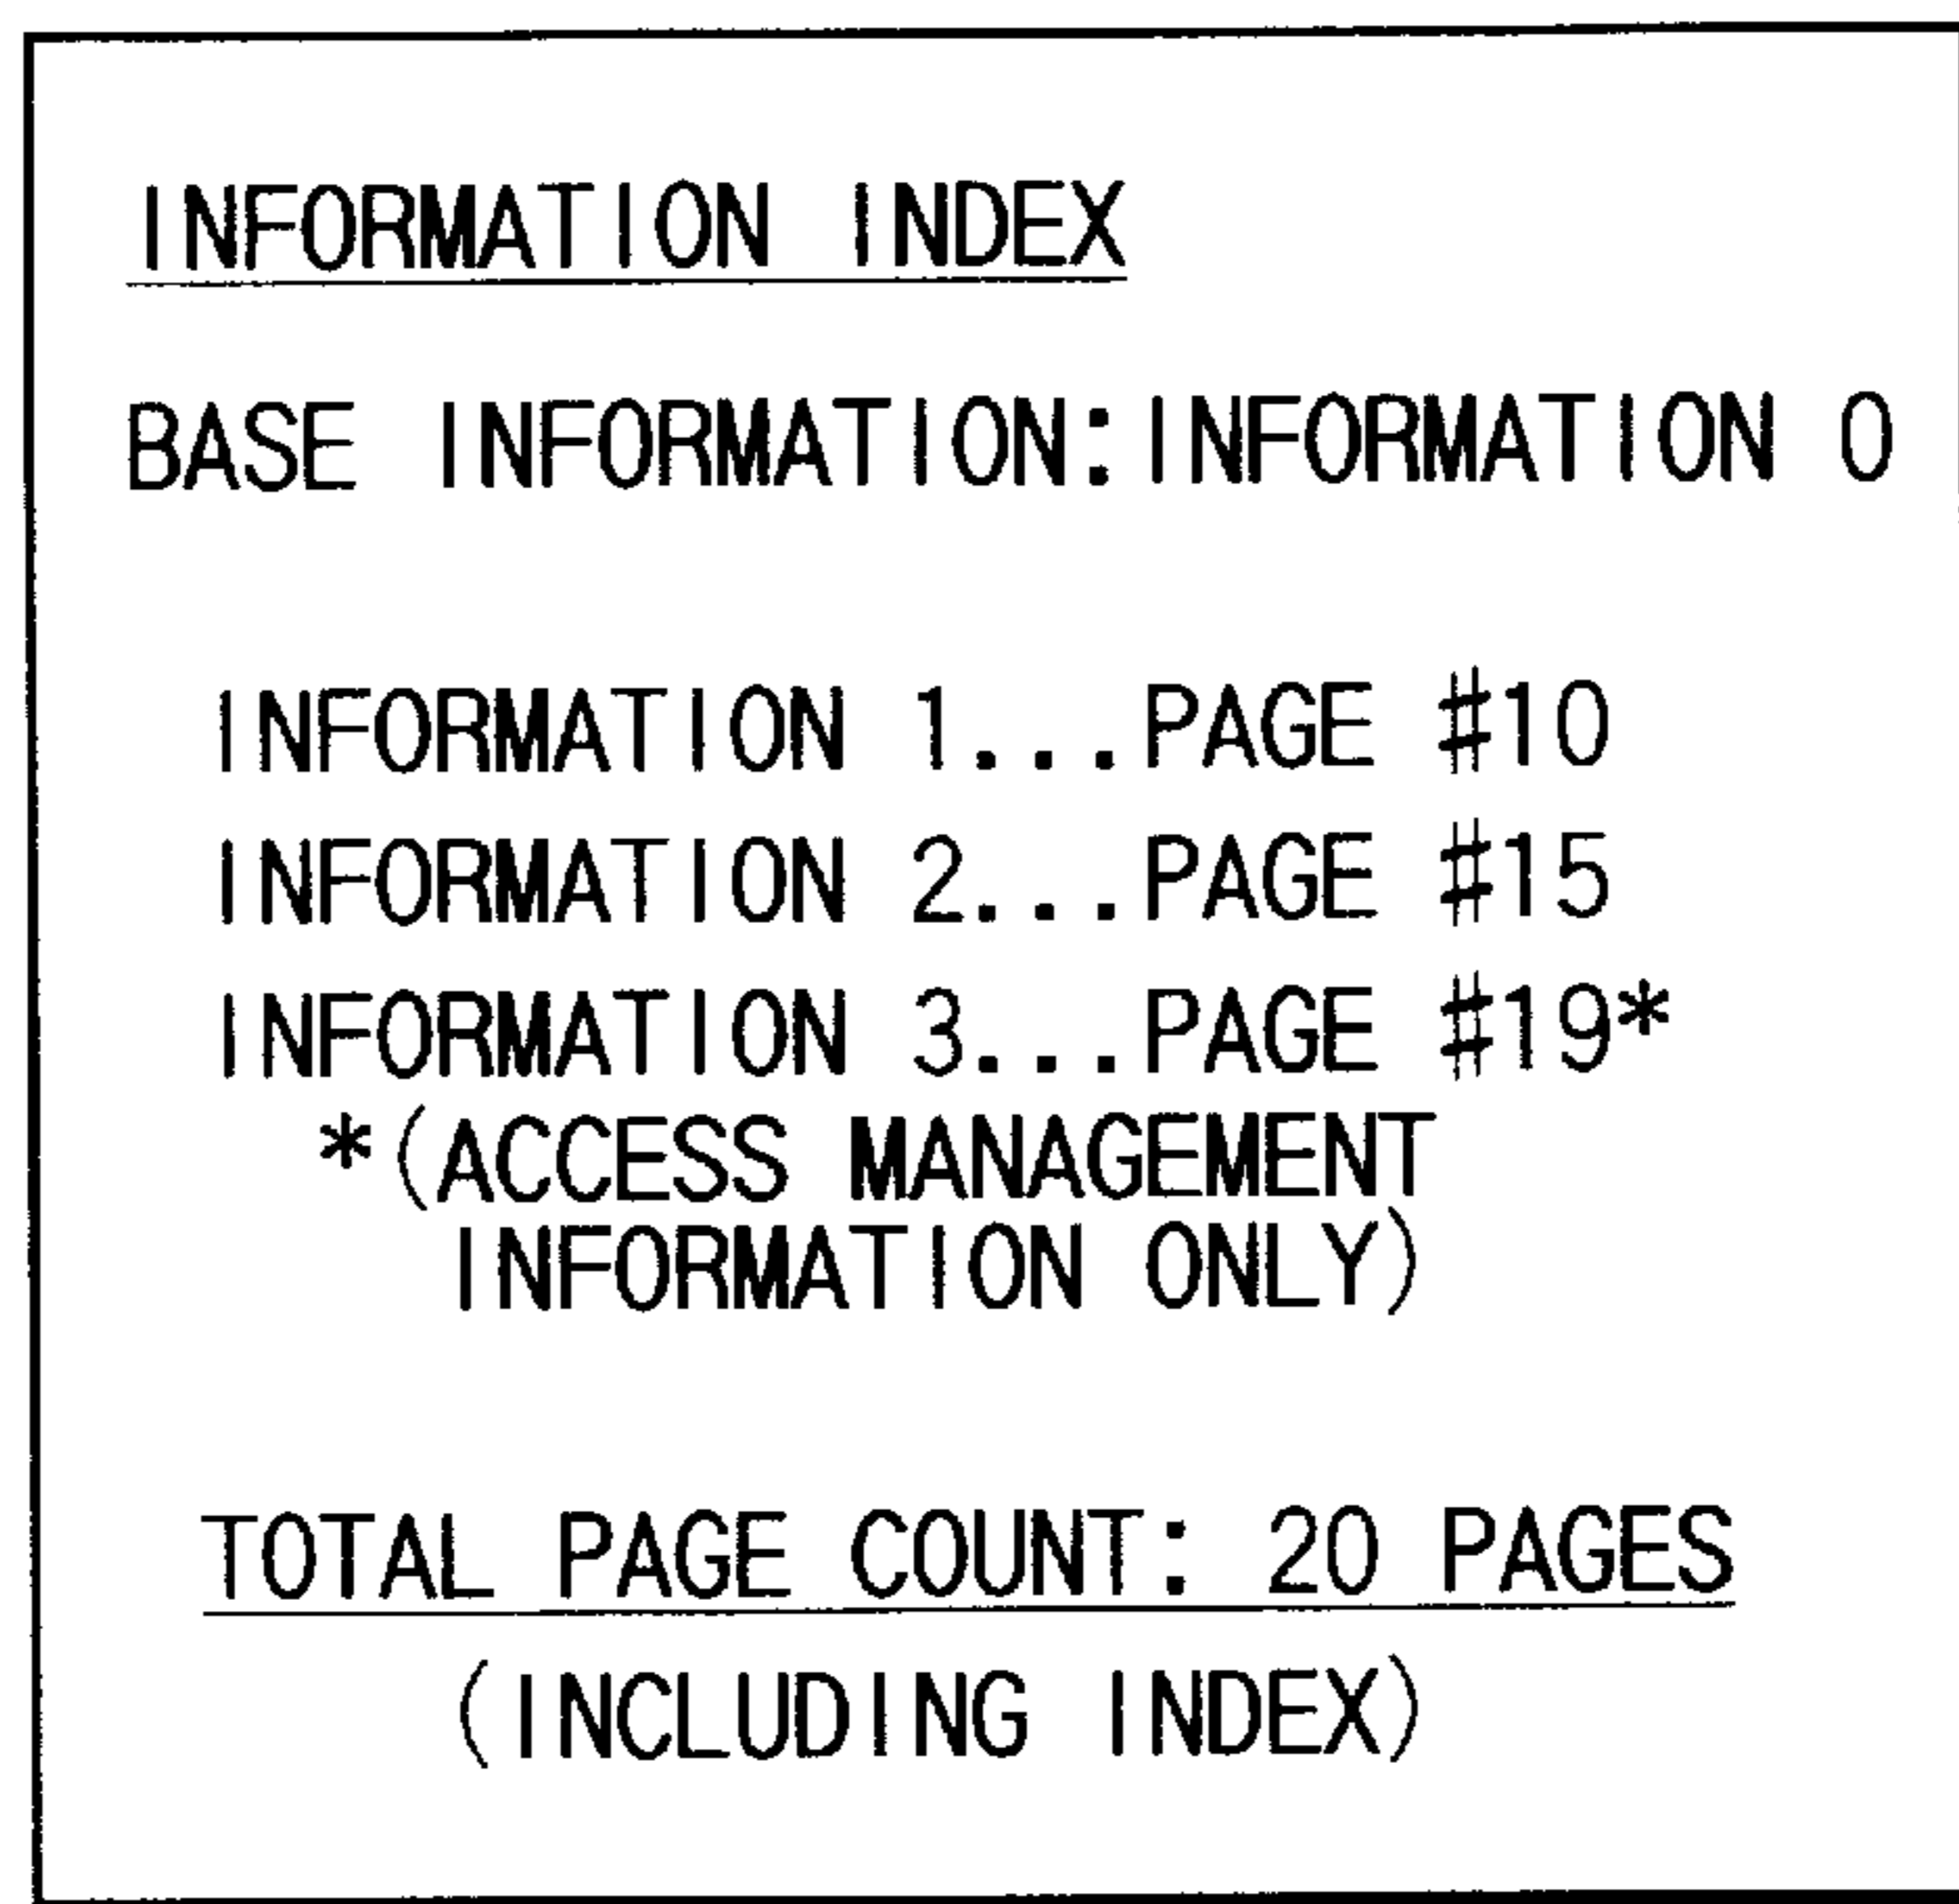 INFORMATION INDEX
BASE INFORMATION:INFORMATION 0
INFORMATION 1...PAGE #10
INFORMATION 2...PAGE #15
INFORMATION 3...PAGE #19*
*(ACCESS MANAGEMENT
INFORMATION ONLY)
TOTAL PAGE COUNT: 20 PAGES
(INCLUDING INDEX)